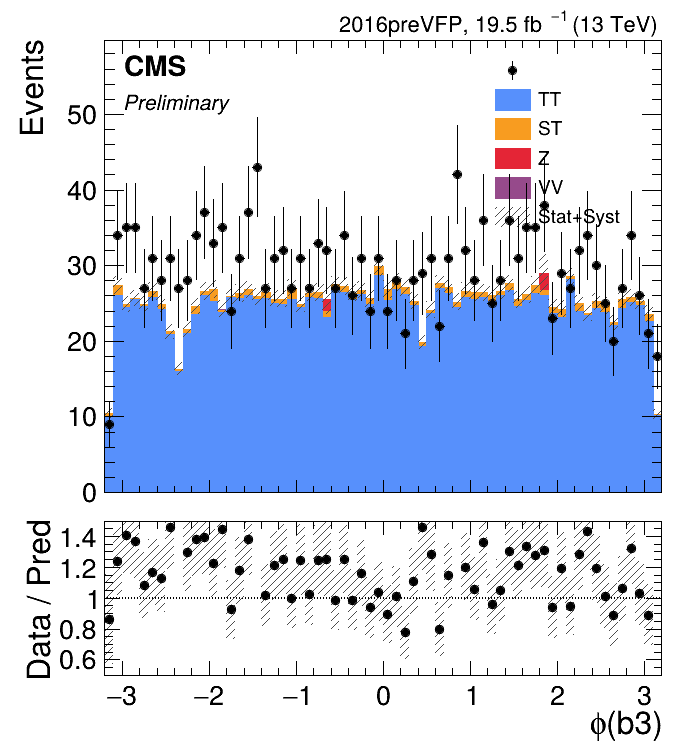 2016preVFP, 19.5 fb⁻¹ (13 TeV)
CMS
Preliminary
TT
ST
Z
VV
Stat+Syst
Events
50
40
30
20
10
0
Data / Pred
1.4
1.2
1
0.8
0.6
−3 −2 −1 0 1 2 3
ϕ(b3)